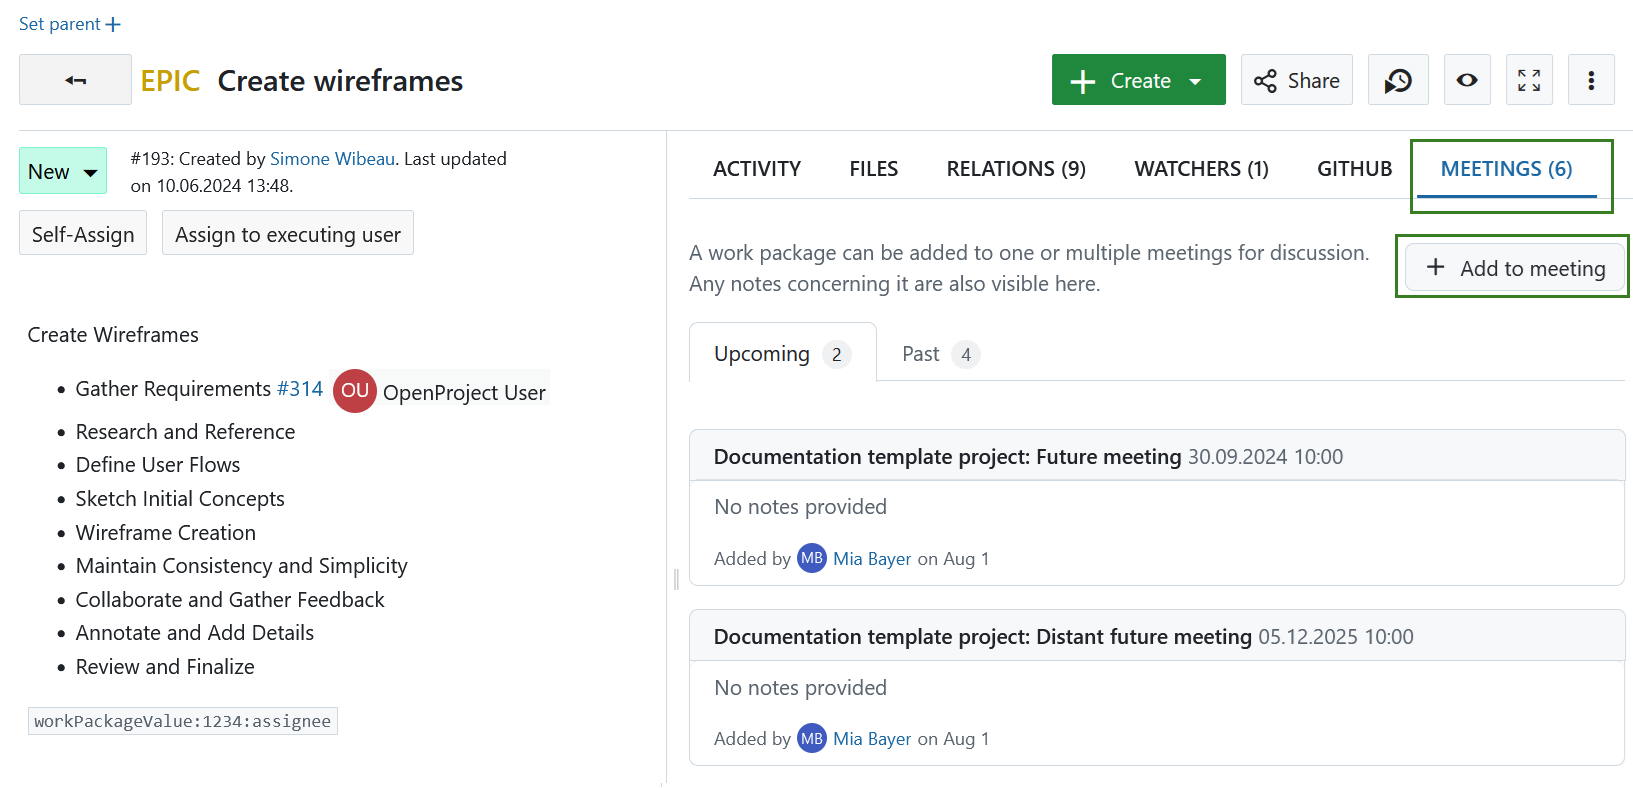 Set parent +
EPIC Create wireframes
+ Create
Share
New
#193: Created by Simone Wibeau. Last updated
on 10.06.2024 13:48.
Self-Assign
Assign to executing user
Create Wireframes
• Gather Requirements #314 OU OpenProject User
• Research and Reference
• Define User Flows
• Sketch Initial Concepts
• Wireframe Creation
• Maintain Consistency and Simplicity
• Collaborate and Gather Feedback
• Annotate and Add Details
• Review and Finalize
workPackageValue:1234:assignee
ACTIVITY FILES RELATIONS (9) WATCHERS (1) GITHUB MEETINGS (6)
A work package can be added to one or multiple meetings for discussion.
Any notes concerning it are also visible here.
+ Add to meeting
Upcoming 2 Past 4
Documentation template project: Future meeting 30.09.2024 10:00
No notes provided
Added by MB Mia Bayer on Aug 1
Documentation template project: Distant future meeting 05.12.2025 10:00
No notes provided
Added by MB Mia Bayer on Aug 1